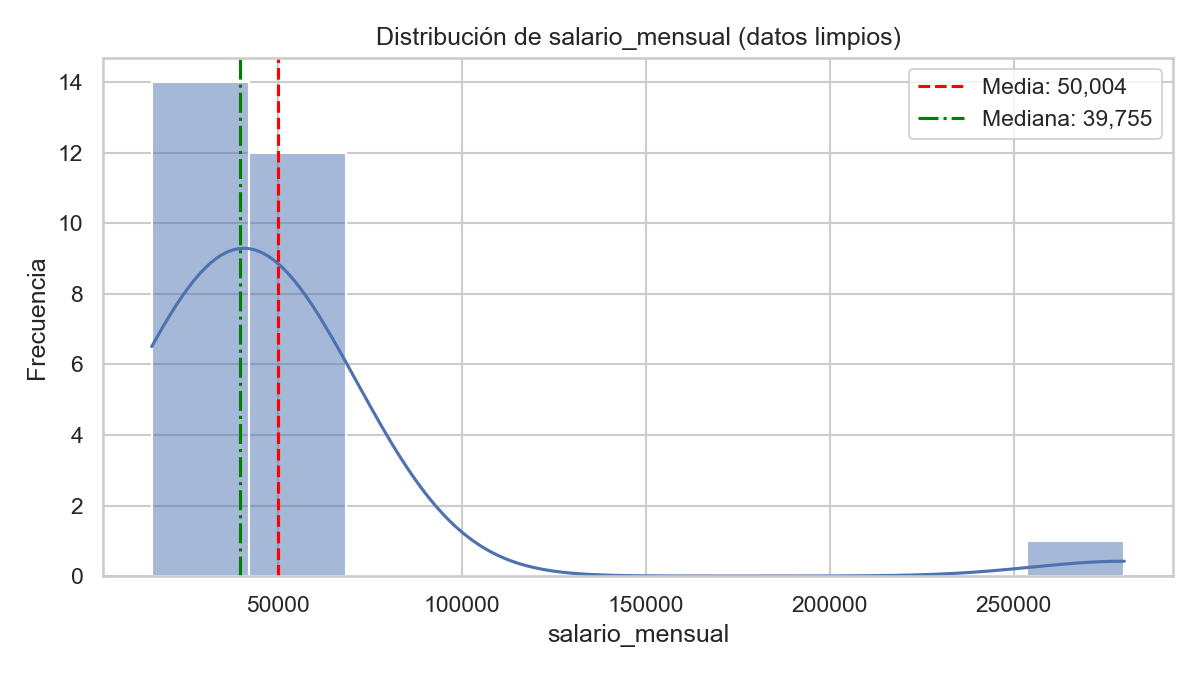 Distribución de salario_mensual (datos limpios)
Media: 50,004
Mediana: 39,755
Frecuencia
14
12
10
8
6
4
2
0
50000 100000 150000 200000 250000
salario_mensual